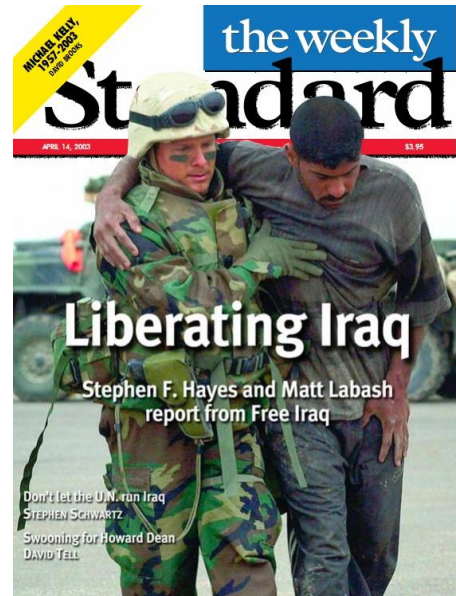 MICHAEL KELLY,
1957-2003
DAVID BROOKS
the weekly
Standard
APRIL 14, 2003
$3.95
Liberating Iraq
Stephen F. Hayes and Matt Labash
report from Free Iraq
Don't let the U.N. run Iraq
STEPHEN SCHWARTZ
Swooning for Howard Dean
DAVID TELL